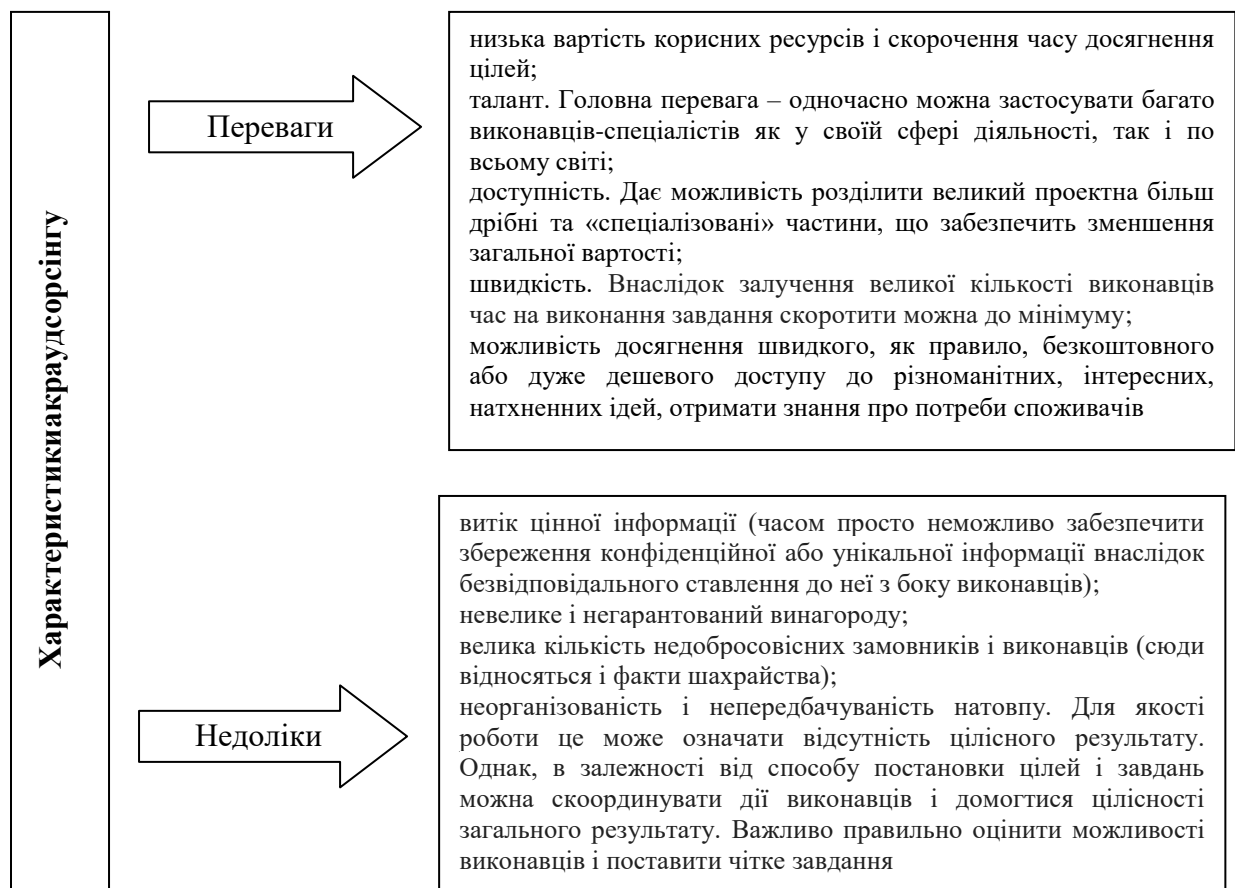 Характеристикиакраудсорсінгу
Переваги
низька вартість корисних ресурсів і скорочення часу досягнення
цілей;
талант. Головна перевага – одночасно можна застосувати багато
виконавців-спеціалістів як у своїй сфері діяльності, так і по
всьому світі;
доступність. Дає можливість розділити великий проектна більш
дрібні та «спеціалізовані» частини, що забезпечить зменшення
загальної вартості;
швидкість. Внаслідок залучення великої кількості виконавців
час на виконання завдання скоротити можна до мінімуму;
можливість досягнення швидкого, як правило, безкоштовного
або дуже дешевого доступу до різноманітних, інтересних,
натхненних ідей, отримати знання про потреби споживачів
Недоліки
витік цінної інформації (часом просто неможливо забезпечити
збереження конфіденційної або унікальної інформації внаслідок
безвідповідального ставлення до неї з боку виконавців);
невелике і негарантований винагороду;
велика кількість недобросовісних замовників і виконавців (сюди
відносяться і факти шахрайства);
неорганізованість і непередбачуваність натовпу. Для якості
роботи це може означати відсутність цілісного результату.
Однак, в залежності від способу постановки цілей і завдань
можна скоординувати дії виконавців і домогтися цілісності
загального результату. Важливо правильно оцінити можливості
виконавців і поставити чітке завдання